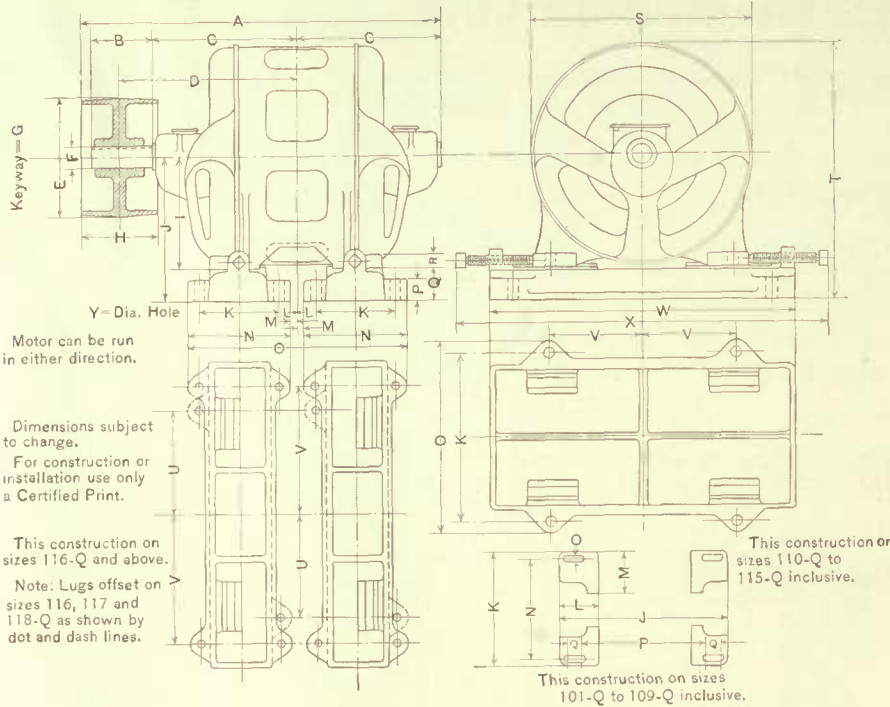 A
S
B
C
C
D
Keyway = G
F
E
I
J
T
H
R
Q
P
Y = Dia. Hole
K
L
L
K
M
M
N
O
N
W
X
V
V
Motor can be run
in either direction.
Dimensions subject
to change.
For construction or
installation use only
a Certified Print.
This construction on
sizes 116-Q and above.
Note: Lugs offset on
sizes 116, 117 and
118-Q as shown by
dot and dash lines.
U
V
V
U
O
K
This construction on
sizes 110-Q to
115-Q inclusive.
O
M
K
N
L
J
Q
P
Q
This construction on sizes
101-Q to 109-Q inclusive.